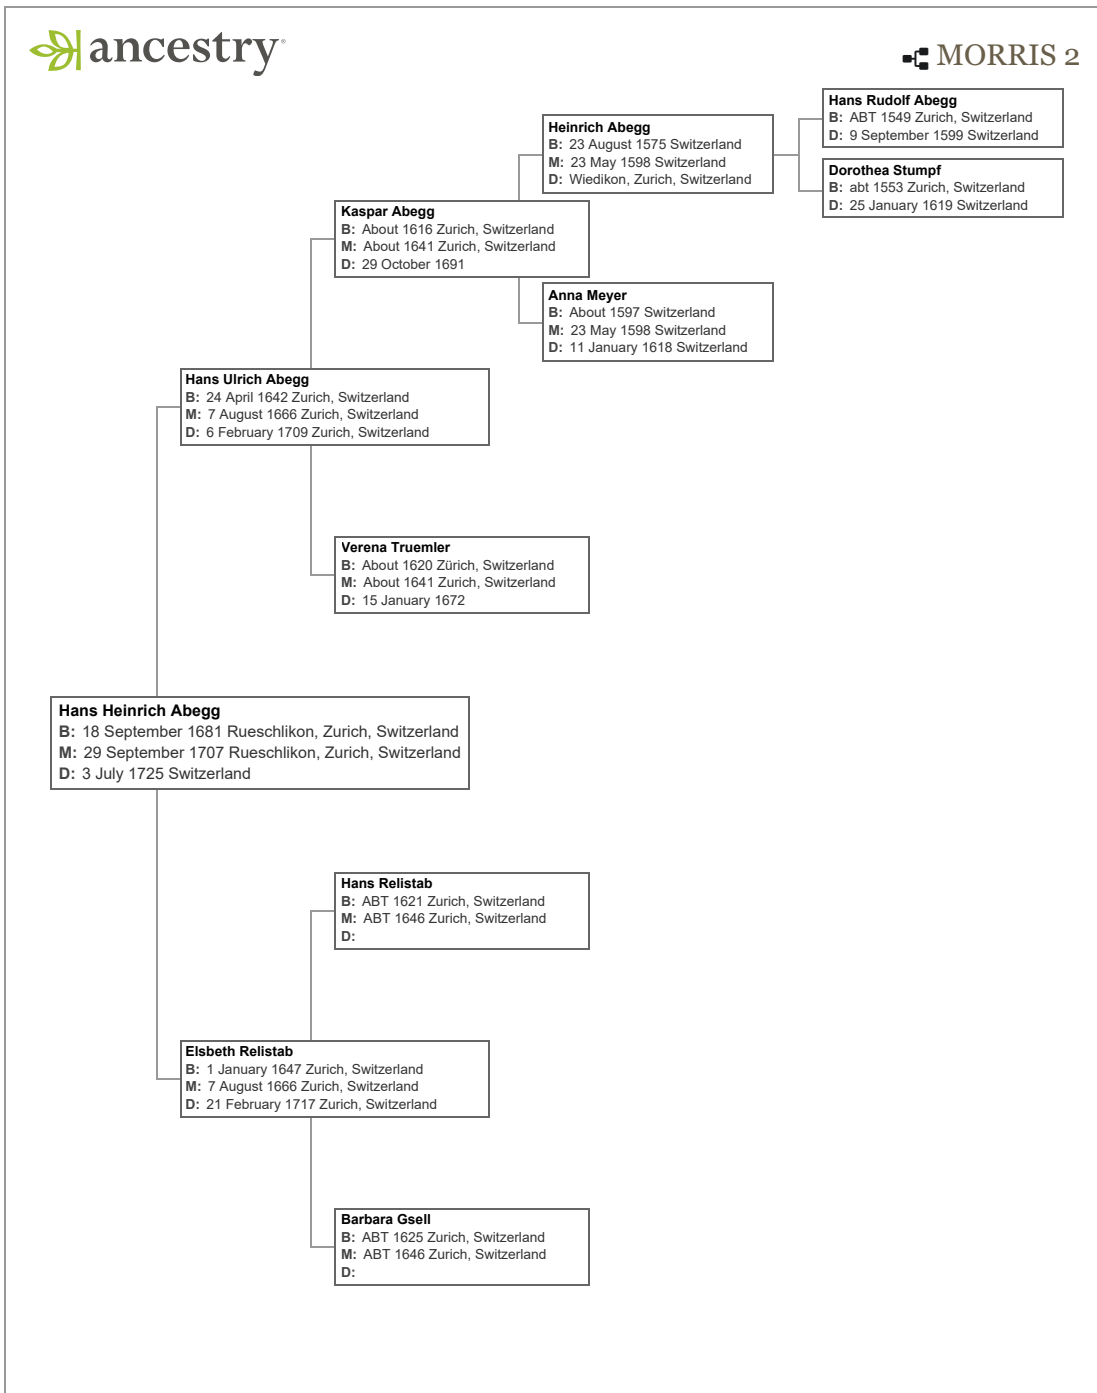 ancestry®
MORRIS 2
Hans Rudolf Abegg
B: ABT 1549 Zurich, Switzerland
D: 9 September 1599 Switzerland
Heinrich Abegg
B: 23 August 1575 Switzerland
M: 23 May 1598 Switzerland
D: Wiedikon, Zurich, Switzerland
Dorothea Stumpf
B: abt 1553 Zurich, Switzerland
D: 25 January 1619 Switzerland
Kaspar Abegg
B: About 1616 Zurich, Switzerland
M: About 1641 Zurich, Switzerland
D: 29 October 1691
Anna Meyer
B: About 1597 Switzerland
M: 23 May 1598 Switzerland
D: 11 January 1618 Switzerland
Hans Ulrich Abegg
B: 24 April 1642 Zurich, Switzerland
M: 7 August 1666 Zurich, Switzerland
D: 6 February 1709 Zurich, Switzerland
Verena Truemler
B: About 1620 Zürich, Switzerland
M: About 1641 Zurich, Switzerland
D: 15 January 1672
Hans Heinrich Abegg
B: 18 September 1681 Rueschlikon, Zurich, Switzerland
M: 29 September 1707 Rueschlikon, Zurich, Switzerland
D: 3 July 1725 Switzerland
Hans Relistab
B: ABT 1621 Zurich, Switzerland
M: ABT 1646 Zurich, Switzerland
D:
Elsbeth Relistab
B: 1 January 1647 Zurich, Switzerland
M: 7 August 1666 Zurich, Switzerland
D: 21 February 1717 Zurich, Switzerland
Barbara Gsell
B: ABT 1625 Zurich, Switzerland
M: ABT 1646 Zurich, Switzerland
D: